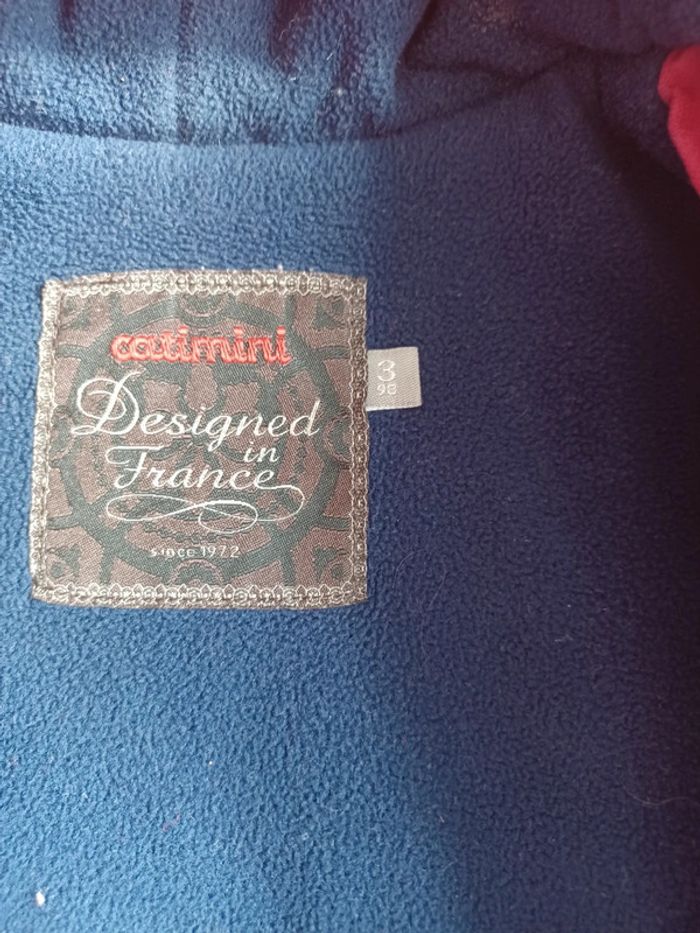 catimini
Designed
in
France
since 1972
3
98